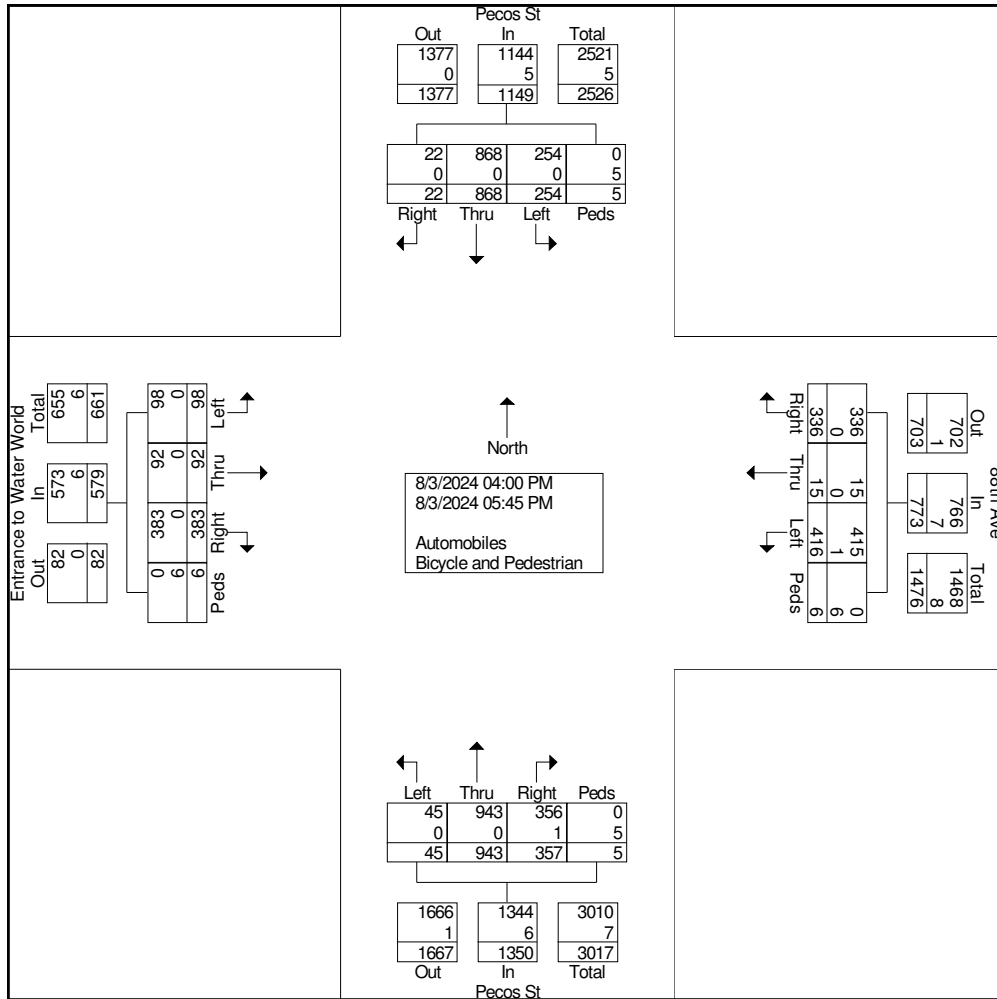 Pecos St
Out In Total
1377 1144 2521
0 5 5
1377 1149 2526
22 868 254 0
0 0 0 5
22 868 254 5
Right Thru Left Peds
Entrance to Water World
Total In Out
655 573 82
6 6 0
661 579 82
98 92 383 0
0 0 0 6
98 92 383 6
Left Thru Right Peds
North
8/3/2024 04:00 PM
8/3/2024 05:45 PM
Automobiles
Bicycle and Pedestrian
Right Thru Left Peds
336 15 416 6
0 0 1 6
336 15 415 0
703 773 1476
1 7 8
702 766 1468
Out In Total
88th Ave
Left Thru Right Peds
45 943 356 0
0 0 1 5
45 943 357 5
1666 1344 3010
1 6 7
1667 1350 3017
Out In Total
Pecos St